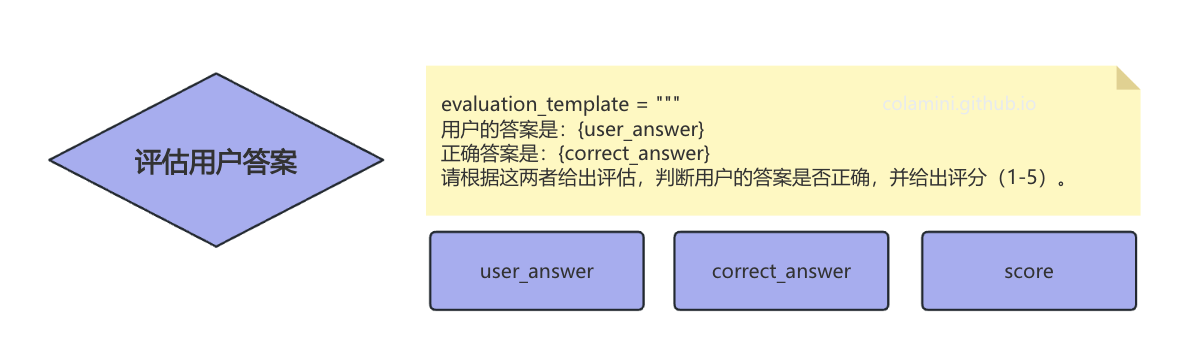 评估用户答案
evaluation_template = """
colamini.github.io
用户的答案是：{user_answer}
正确答案是：{correct_answer}
请根据这两者给出评估，判断用户的答案是否正确，并给出评分（1-5）。
user_answer
correct_answer
score